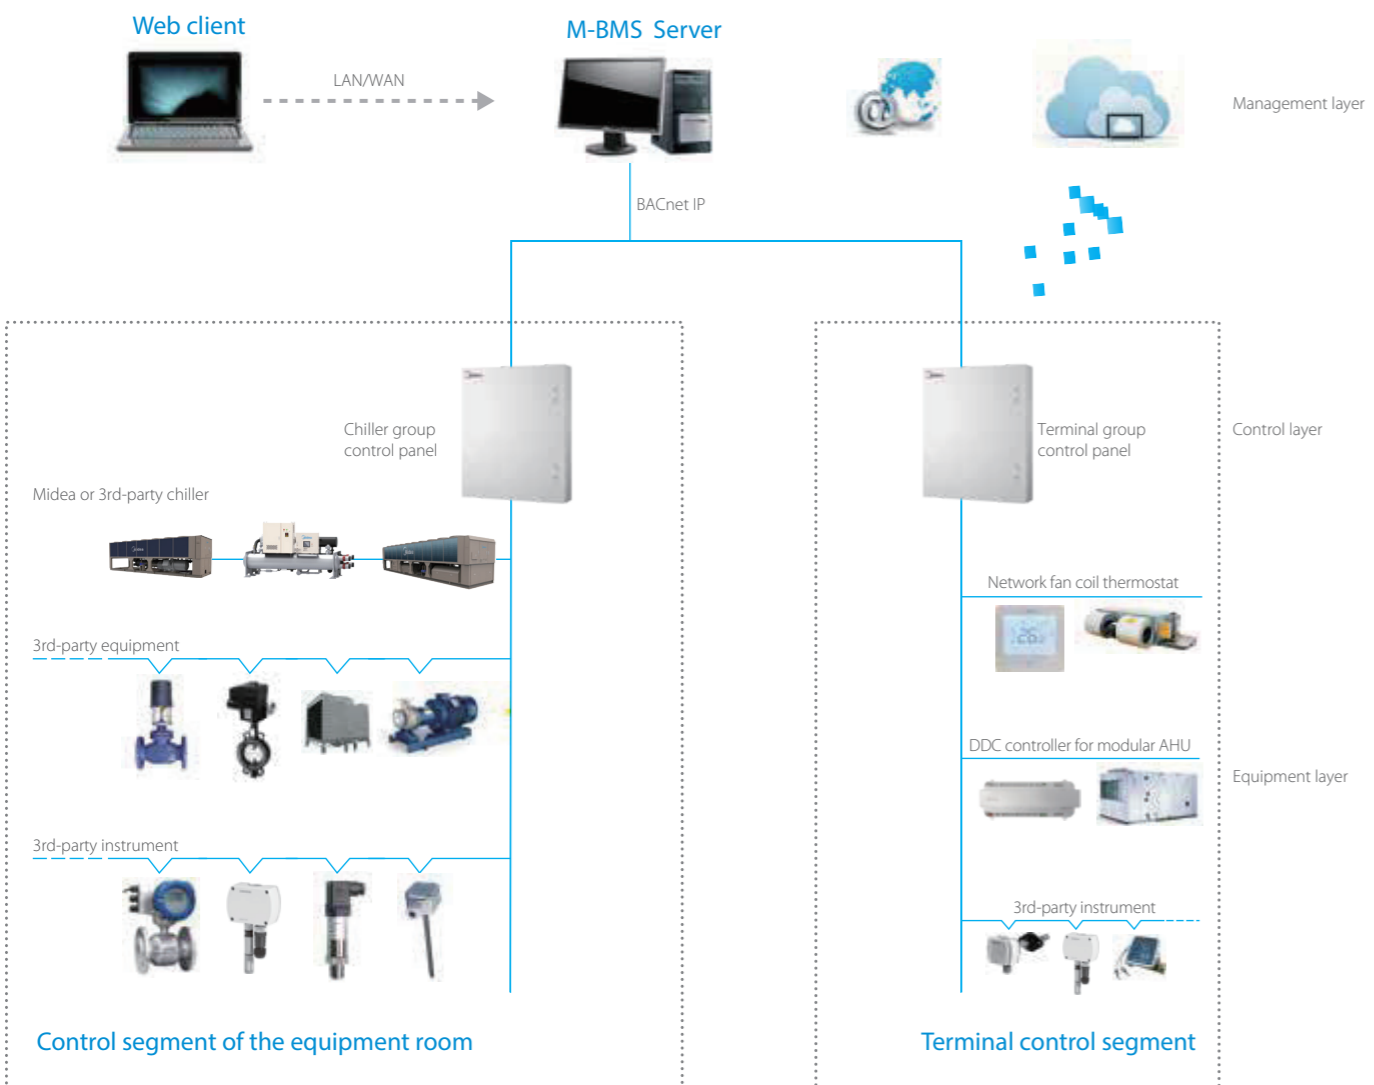 Web client
M-BMS Server
LAN/WAN
Management layer
BACnet IP
Chiller group
control panel
Terminal group
control panel
Control layer
Midea or 3rd-party chiller
Network fan coil thermostat
26
3rd-party equipment
DDC controller for modular AHU
Equipment layer
3rd-party instrument
3rd-party instrument
Control segment of the equipment room
Terminal control segment